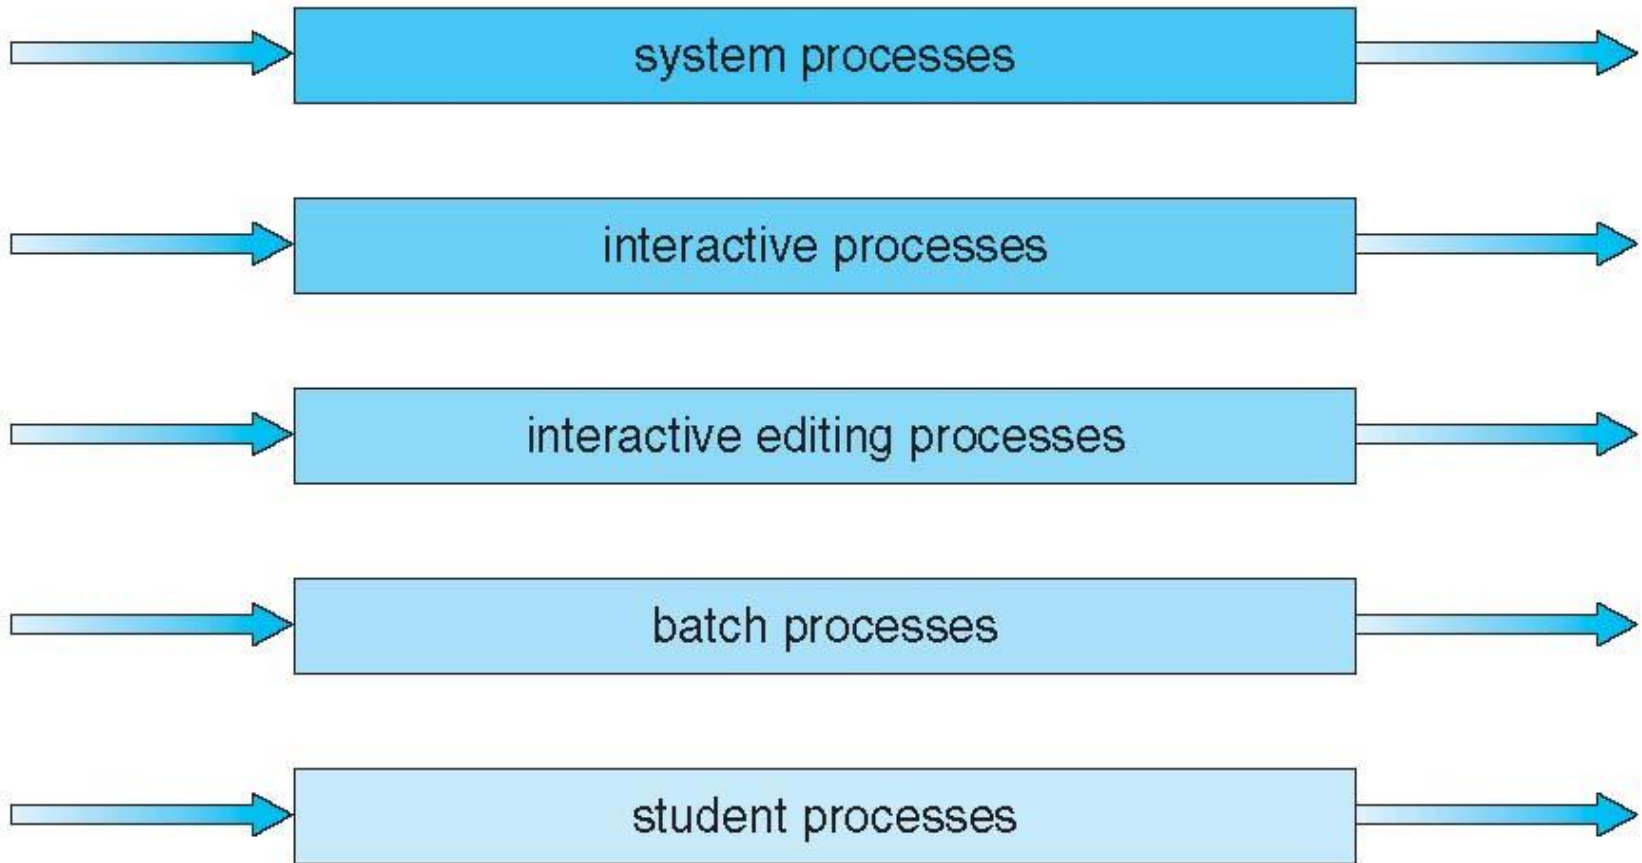 system processes
interactive processes
interactive editing processes
batch processes
student processes